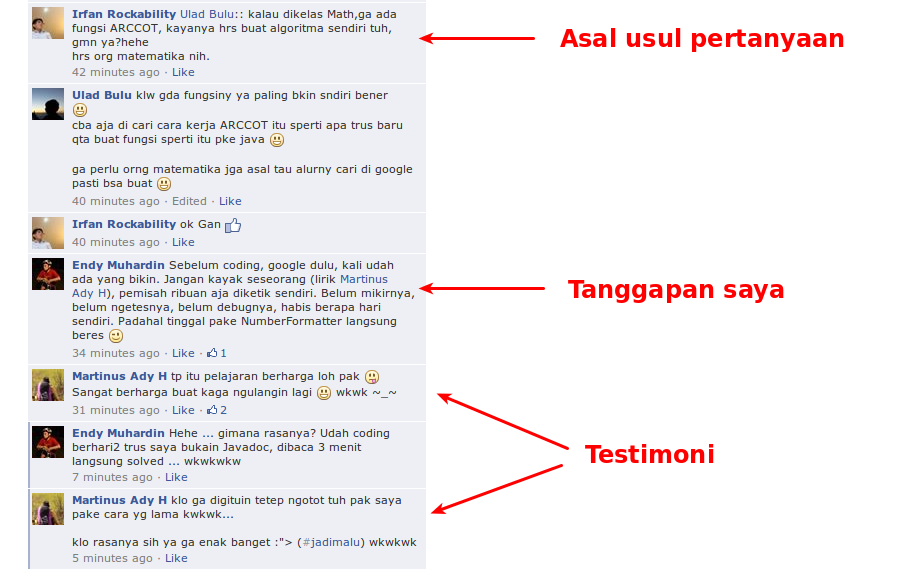 Irfan Rockability Ulad Bulu:: kalau dikelas Math,ga ada
fungsi ARCCOT, kayanya hrs buat algoritma sendiri tuh,
gmn ya?hehe
hrs org matematika nih.
42 minutes ago · Like
Asal usul pertanyaan
Ulad Bulu klw gda fungsiny ya paling bkin sndiri bener
cba aja di cari cara kerja ARCCOT itu sperti apa trus baru
qta buat fungsi sperti itu pke java
ga perlu orng matematika jga asal tau alurny cari di google
pasti bsa buat
40 minutes ago · Edited · Like
Irfan Rockability ok Gan
40 minutes ago · Like
Endy Muhardin Sebelum coding, google dulu, kali udah
ada yang bikin. Jangan kayak seseorang (lirik Martinus
Ady H), pemisah ribuan aja diketik sendiri. Belum mikirnya,
belum ngetesnya, belum debugnya, habis berapa hari
sendiri. Padahal tinggal pake NumberFormatter langsung
beres
34 minutes ago · Like · 1
Tanggapan saya
Martinus Ady H tp itu pelajaran berharga loh pak
Sangat berharga buat kaga ngulangin lagi wkwk ~_~
31 minutes ago · Like · 2
Endy Muhardin Hehe ... gimana rasanya? Udah coding
berhari2 trus saya bukain Javadoc, dibaca 3 menit
langsung solved ... wkwkwkw
7 minutes ago · Like
Testimoni
Martinus Ady H klo ga digituin tetep ngotot tuh pak saya
pake cara yg lama kwkwk...
klo rasanya sih ya ga enak banget :"> (#jadimalu) wkwkwk
5 minutes ago · Like